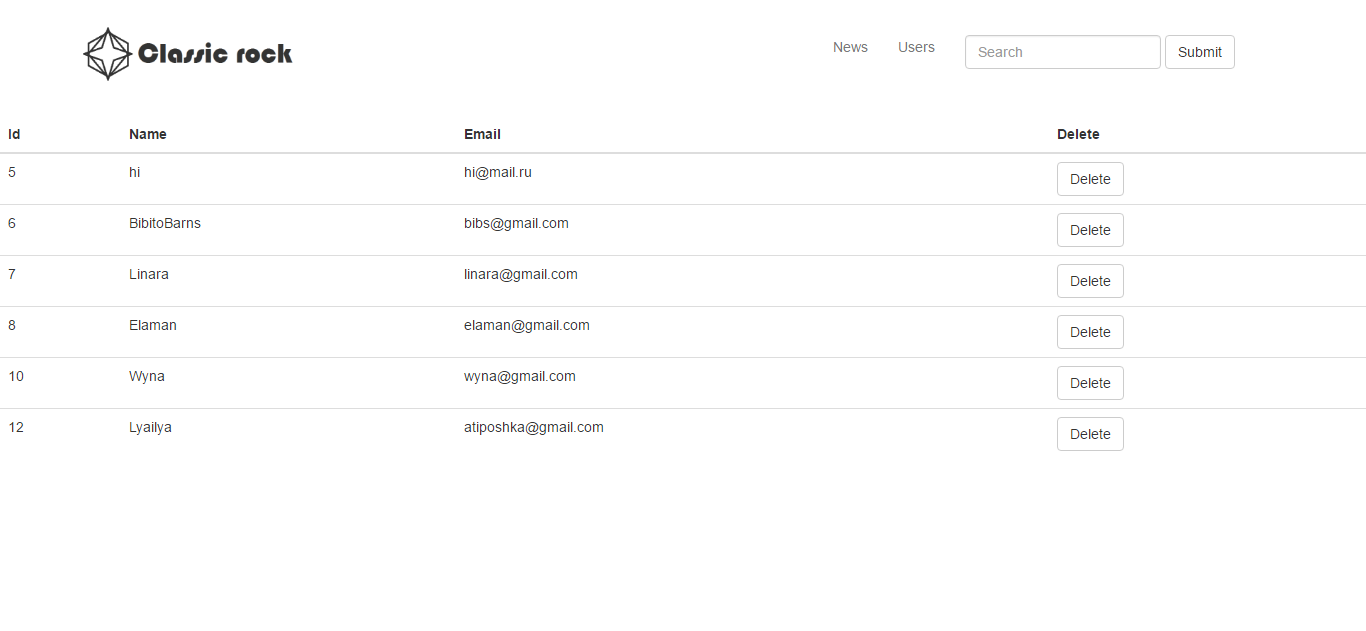 Classic rock News Users Search Submit
Id Name Email Delete
5 hi hi@mail.ru Delete
6 BibitoBarns bibs@gmail.com Delete
7 Linara linara@gmail.com Delete
8 Elaman elaman@gmail.com Delete
10 Wyna wyna@gmail.com Delete
12 Lyailya atiposhka@gmail.com Delete